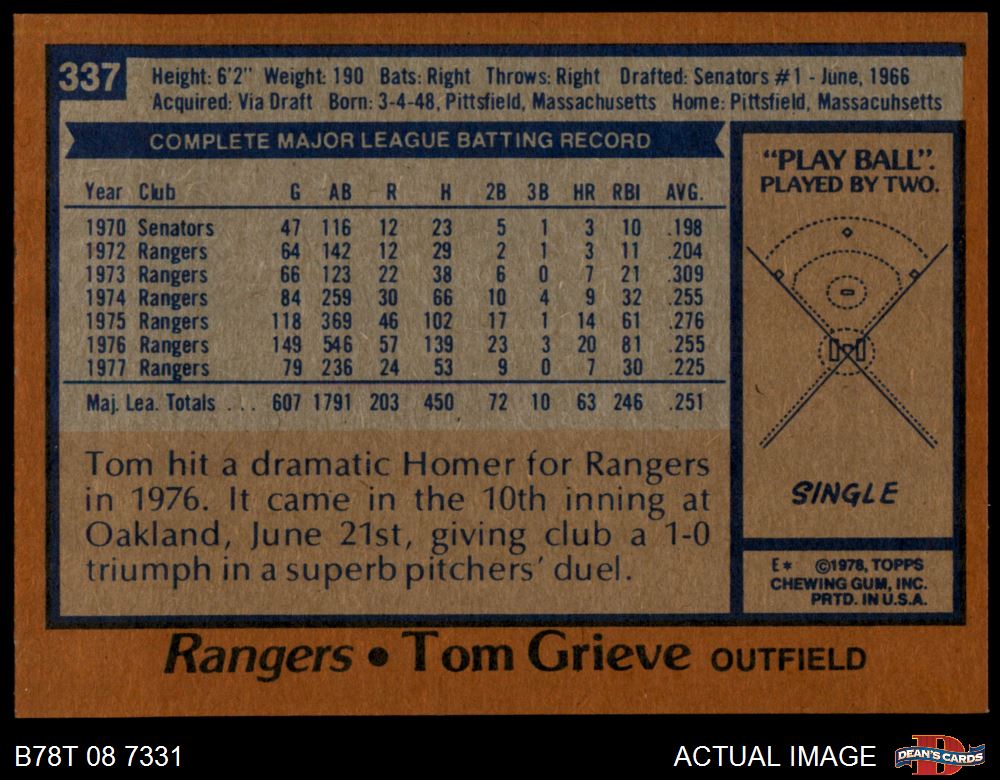 337
Height: 6'2" Weight: 190 Bats: Right Throws: Right Drafted: Senators #1 - June, 1966
Acquired: Via Draft Born: 3-4-48, Pittsfield, Massachusetts Home: Pittsfield, Massacuhsetts
COMPLETE MAJOR LEAGUE BATTING RECORD
Year Club G AB R H 2B 3B HR RBI AVG.
1970 Senators 47 116 12 23 5 1 3 10 .198
1972 Rangers 64 142 12 29 2 1 3 11 .204
1973 Rangers 66 123 22 38 6 0 7 21 .309
1974 Rangers 84 259 30 66 10 4 9 32 .255
1975 Rangers 118 369 46 102 17 1 14 61 .276
1976 Rangers 149 546 57 139 23 3 20 81 .255
1977 Rangers 79 236 24 53 9 0 7 30 .225
Maj. Lea. Totals ... 607 1791 203 450 72 10 63 246 .251
Tom hit a dramatic Homer for Rangers
in 1976. It came in the 10th inning at
Oakland, June 21st, giving club a 1-0
triumph in a superb pitchers' duel.
"PLAY BALL".
PLAYED BY TWO.
SINGLE
E* ©1978, TOPPS
CHEWING GUM, INC.
PRTD. IN U.S.A.
Rangers • Tom Grieve OUTFIELD
B78T 08 7331
ACTUAL IMAGE
D
DEAN'S CARDS